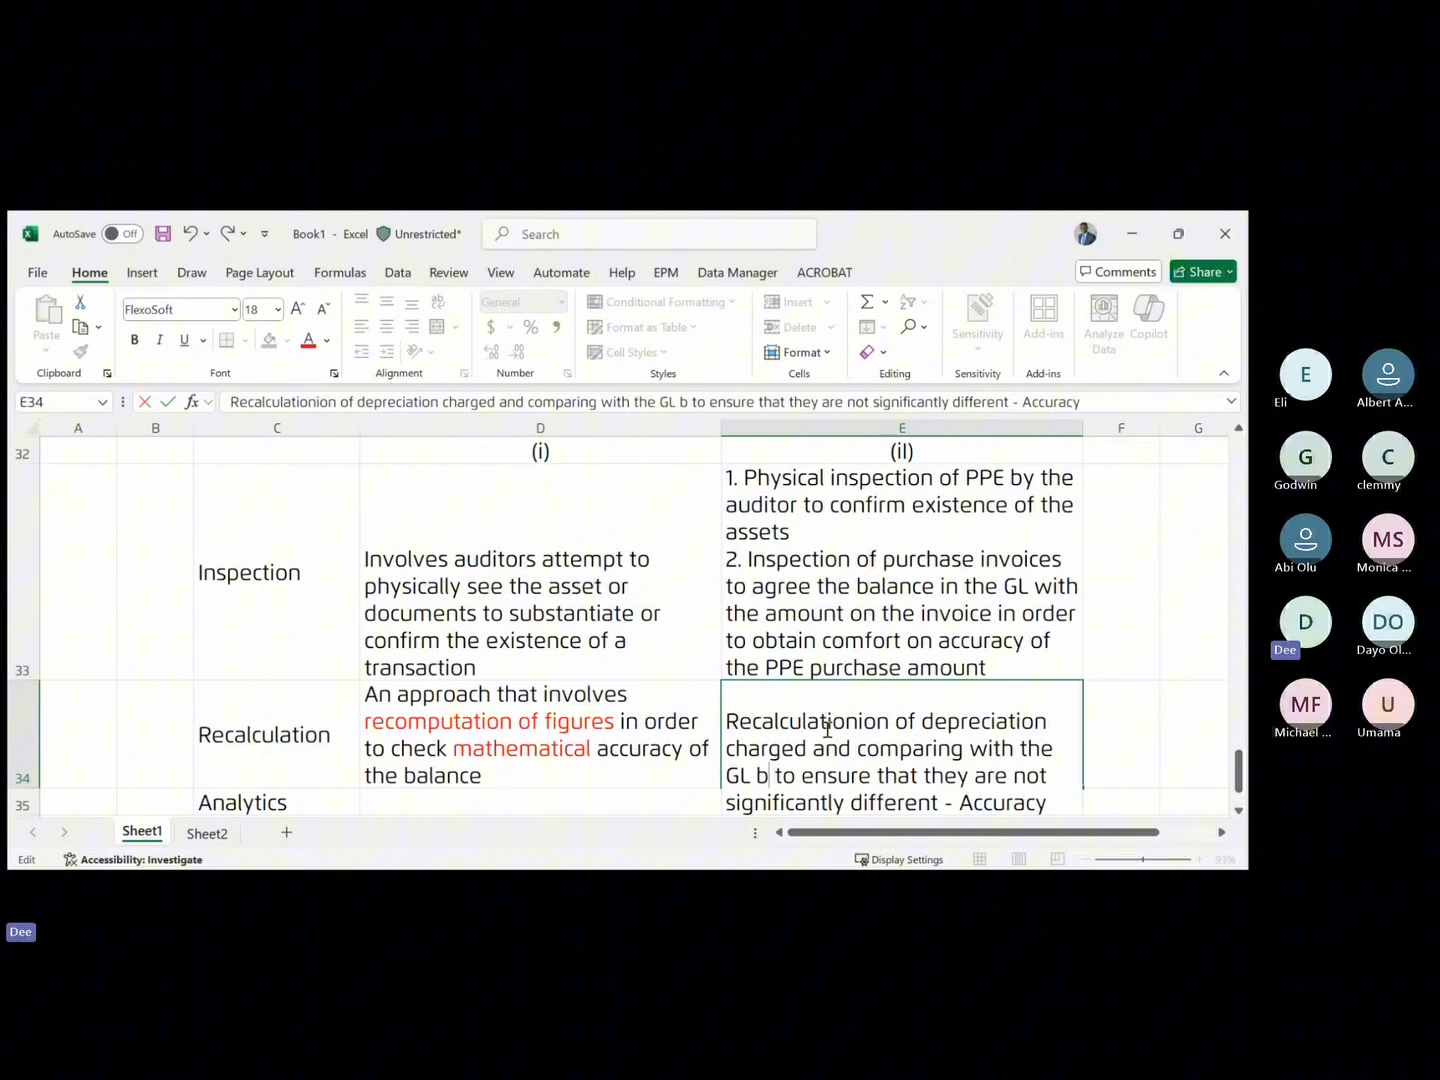 AutoSave Off Book1 - Excel Unrestricted* Search
File Home Insert Draw Page Layout Formulas Data Review View Automate Help EPM Data Manager ACROBAT Comments Share
Paste
Clipboard
FlexoSoft 18
B I U
Font
Alignment
General
$ % 9
Number
Conditional Formatting
Format as Table
Cell Styles
Styles
Insert
Delete
Format
Cells
Editing
Sensitivity
Sensitivity
Add-ins
Add-ins
Analyze Data
Copilot
E34 fx Recalculationion of depreciation charged and comparing with the GL b to ensure that they are not significantly different - Accuracy
A B C D E F G
32 (i) (iI)
33
Inspection
Involves auditors attempt to
physically see the asset or
documents to substantiate or
confirm the existence of a
transaction
1. Physical inspection of PPE by the
auditor to confirm existence of the
assets
2. Inspection of purchase invoices
to agree the balance in the GL with
the amount on the invoice in order
to obtain comfort on accuracy of
the PPE purchase amount
34
Recalculation
An approach that involves
recomputation of figures in order
to check mathematical accuracy of
the balance
Recalculationion of depreciation
charged and comparing with the
GL b to ensure that they are not
significantly different - Accuracy
35
Analytics
Sheet1 Sheet2
Edit Accessibility: Investigate Display Settings 93%
E
Eli
Albert A...
G
Godwin
C
clemmy
Abi Olu
MS
Monica ...
D
Dee
DO
Dayo Ol...
MF
Michael ...
U
Umama
Dee